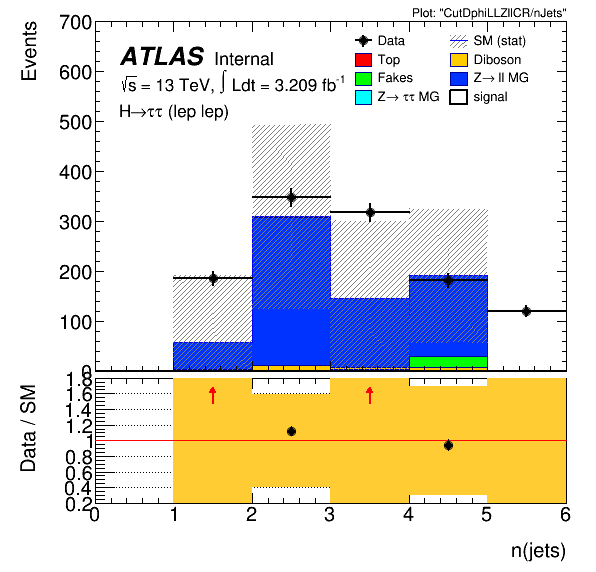 Plot: "CutDphiLLZllCR/nJets"
Events
700
600
500
400
300
200
100
0
ATLAS Internal
√s = 13 TeV, ∫ Ldt = 3.209 fb⁻¹
H→ττ (lep lep)
Data
SM (stat)
Top
Diboson
Fakes
Z→ ll MG
Z→ ττ MG
signal
Data / SM
1.8
1.6
1.4
1.2
1
0.8
0.6
0.4
0.2
0 1 2 3 4 5 6
n(jets)